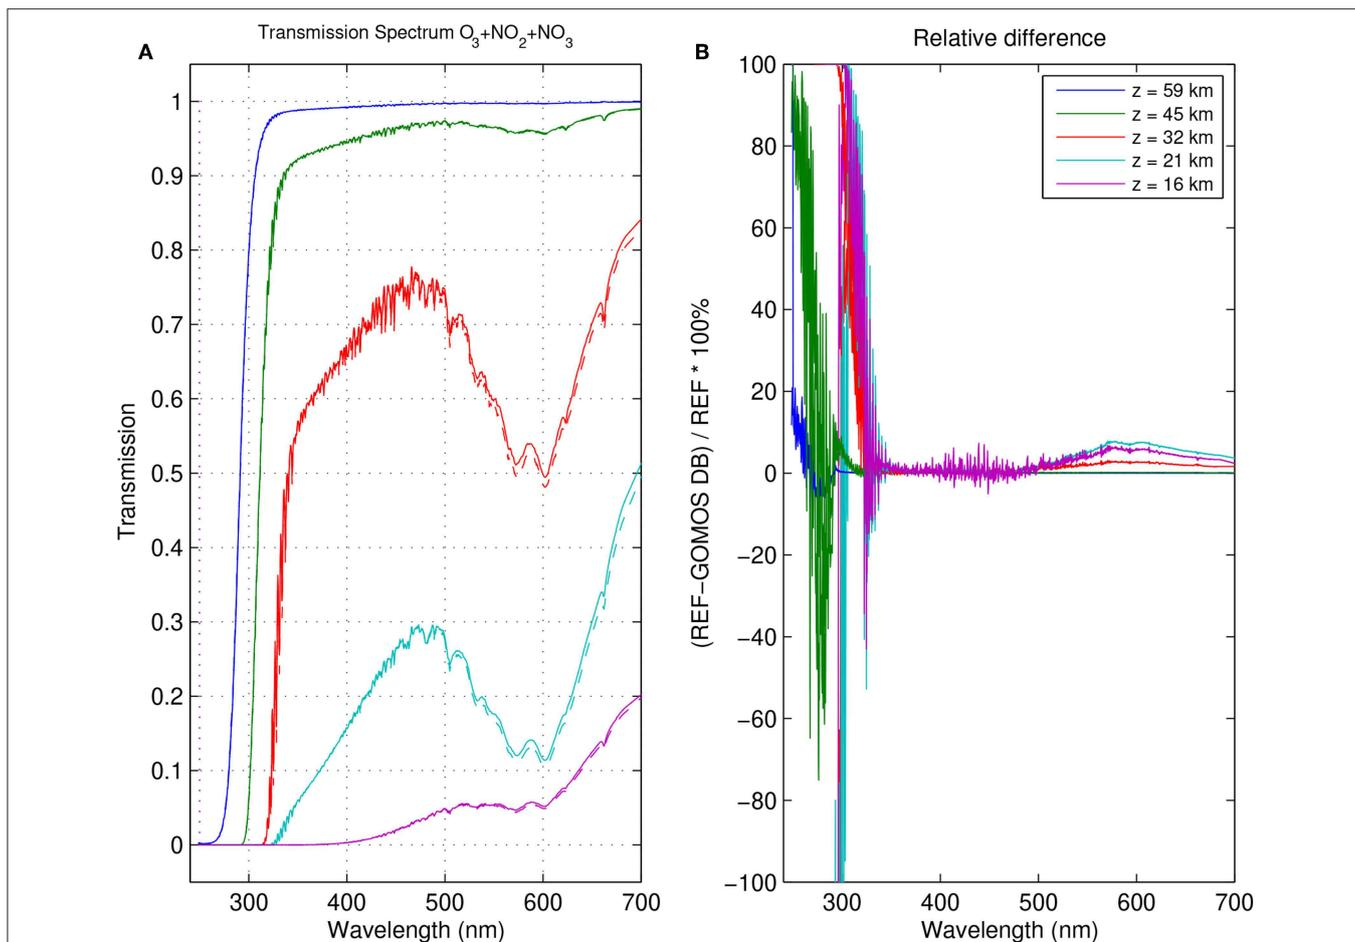 A
Transmission Spectrum O3+NO2+NO3
1
0.9
0.8
0.7
0.6
0.5
0.4
0.3
0.2
0.1
0
Transmission
300 400 500 600 700
Wavelength (nm)
B
Relative difference
100
80
60
40
20
0
−20
−40
−60
−80
−100
(REF−GOMOS DB) / REF * 100%
z = 59 km
z = 45 km
z = 32 km
z = 21 km
z = 16 km
300 400 500 600 700
Wavelength (nm)